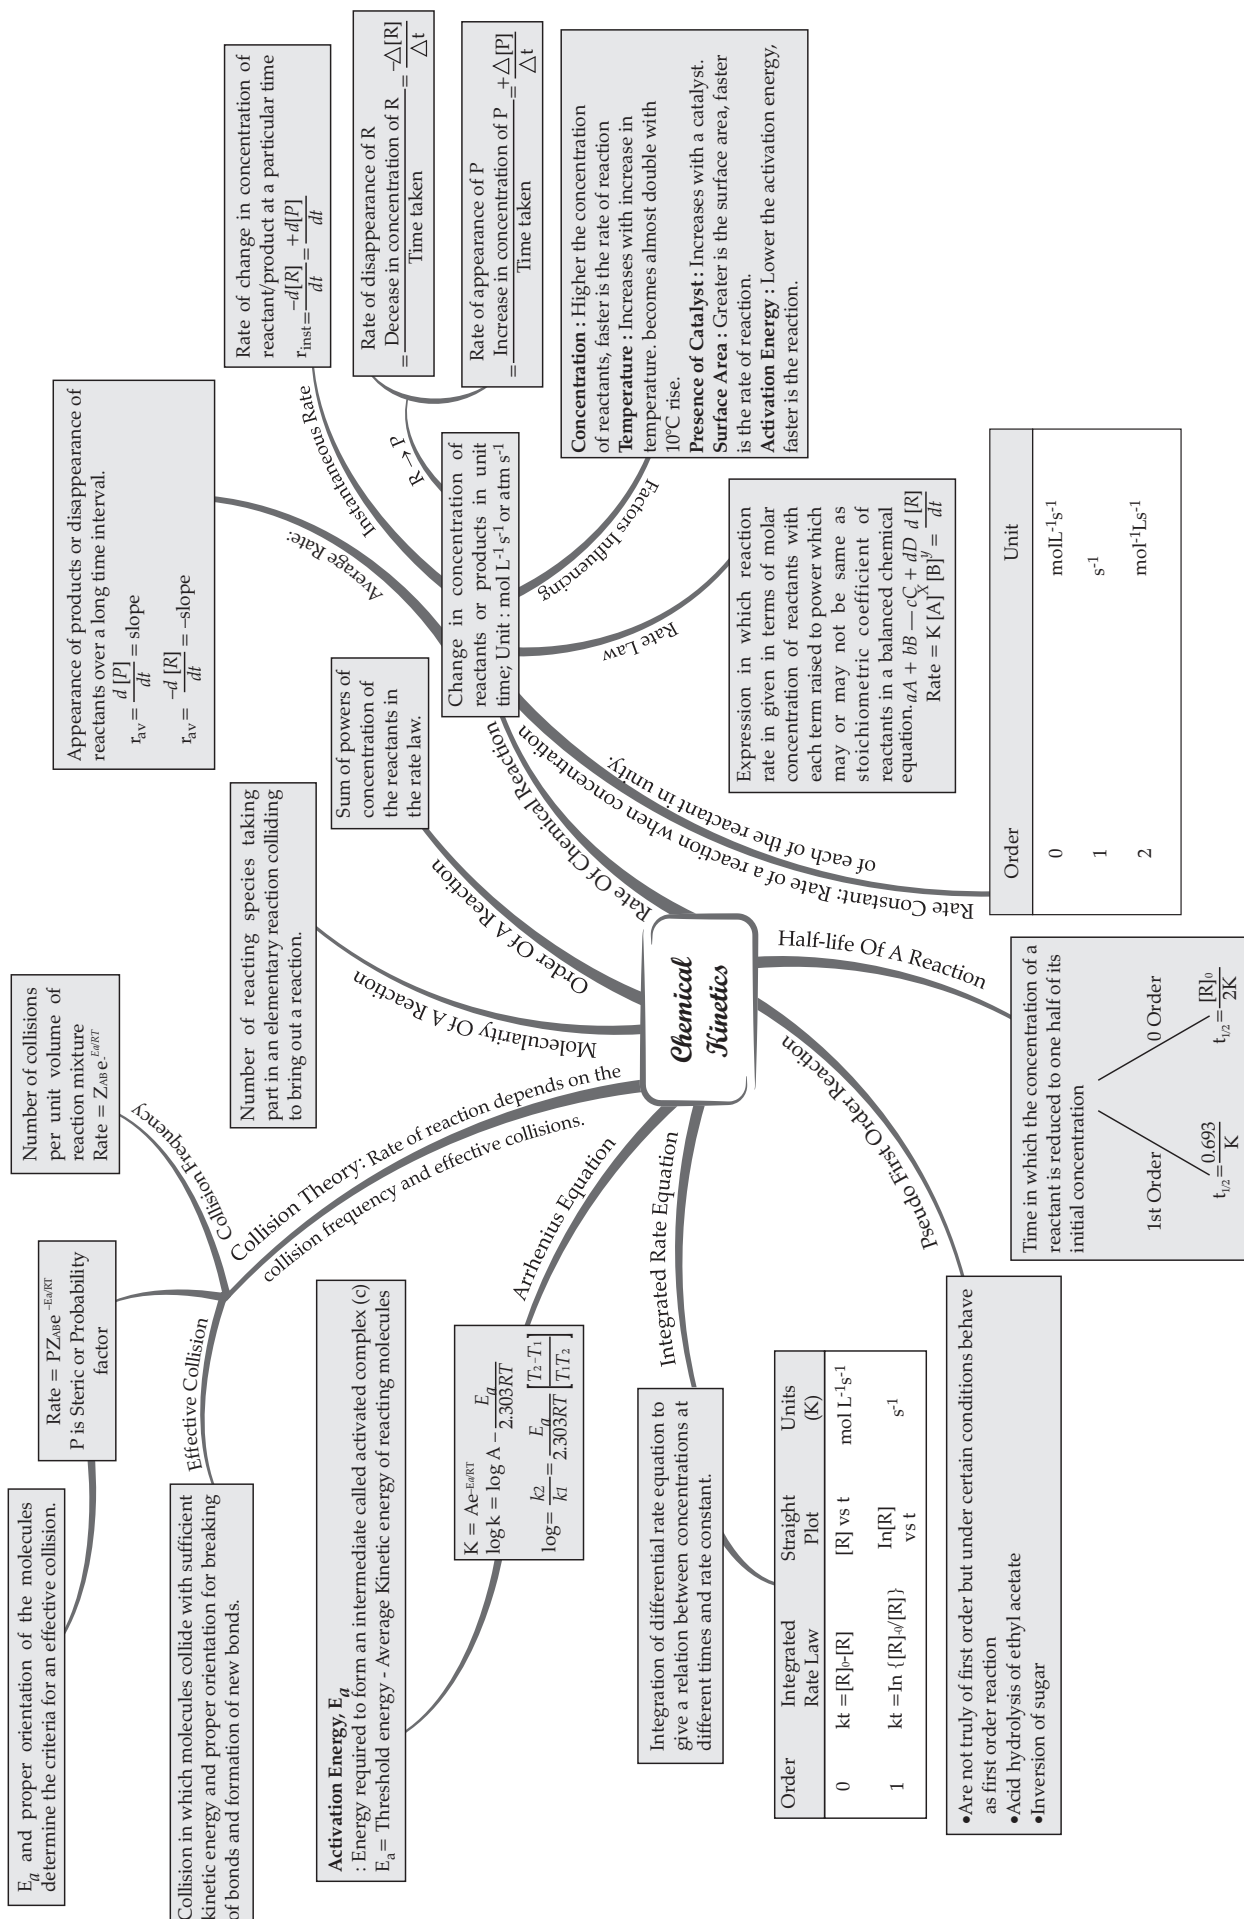 Chemical
Kinetics
Rate Of Chemical Reaction
Change in concentration of
reactants or products in unit
time; Unit : mol L⁻¹ s⁻¹ or atm s⁻¹
Average Rate:
Appearance of products or disappearance of
reactants over a long time interval.
r_av = d [P]/dt = slope
r_av = −d [R]/dt = −slope
Instantaneous Rate
Rate of change in concentration of
reactant/product at a particular time
r_inst = −d[R]/dt = +d[P]/dt
R → P
Rate of disappearance of R
= Decease in concentration of R/Time taken = −△[R]/△t
Rate of appearance of P
= Increase in concentration of P/Time taken = +△[P]/△t
Factors Influencing
Concentration : Higher the concentration
of reactants, faster is the rate of reaction
Temperature : Increases with increase in
temperature. becomes almost double with
10°C rise.
Presence of Catalyst : Increases with a catalyst.
Surface Area : Greater is the surface area, faster
is the rate of reaction.
Activation Energy : Lower the activation energy,
faster is the reaction.
Rate Law
Expression in which reaction
rate in given in terms of molar
concentration of reactants with
each term raised to power which
may or may not be same as
stoichiometric coefficient of
reactants in a balanced chemical
equation. aA + bB — cC + dD
Rate = K [A]^x [B]^y = d [R]/dt
Rate Constant: Rate of a reaction when concentration
of each of the reactant in unity.
Order Unit
0 molL⁻¹s⁻¹
1 s⁻¹
2 mol⁻¹Ls⁻¹
Order Of A Reaction
Sum of powers of
concentration of
the reactants in
the rate law.
Molecularity Of A Reaction
Number of reacting species taking
part in an elementary reaction colliding
to bring out a reaction.
Collision Theory: Rate of reaction depends on the
collision frequency and effective collisions.
Collision Frequency
Number of collisions
per unit volume of
reaction mixture
Rate = Z_AB e^-Ea/RT
Rate = PZ_ABe^−Ea/RT
P is Steric or Probability
factor
E_a and proper orientation of the molecules
determine the criteria for an effective collision.
Effective Collision
Collision in which molecules collide with sufficient
kinetic energy and proper orientation for breaking
of bonds and formation of new bonds.
Arrhenius Equation
K = Ae^−Ea/RT
log k = log A − E_a/2.303RT
log= k2/k1 = E_a/2.303RT [T₂-T₁/T₁T₂]
Activation Energy, E_a
: Energy required to form an intermediate called activated complex (c)
E_a = Threshold energy - Average Kinetic energy of reacting molecules
Integrated Rate Equation
Integration of differential rate equation to
give a relation between concentrations at
different times and rate constant.
Order Integrated Rate Law Straight Plot Units (K)
0 kt = [R]₀-[R] [R] vs t mol L⁻¹s⁻¹
1 kt = In {[R]₀/[R]} In[R] vs t s⁻¹
Pseudo First Order Reaction
•Are not truly of first order but under certain conditions behave
as first order reaction
•Acid hydrolysis of ethyl acetate
•Inversion of sugar
Half-life Of A Reaction
Time in which the concentration of a
reactant is reduced to one half of its
initial concentration
1st Order 0 Order
t_1/2 = 0.693/K t_1/2 = [R]₀/2K